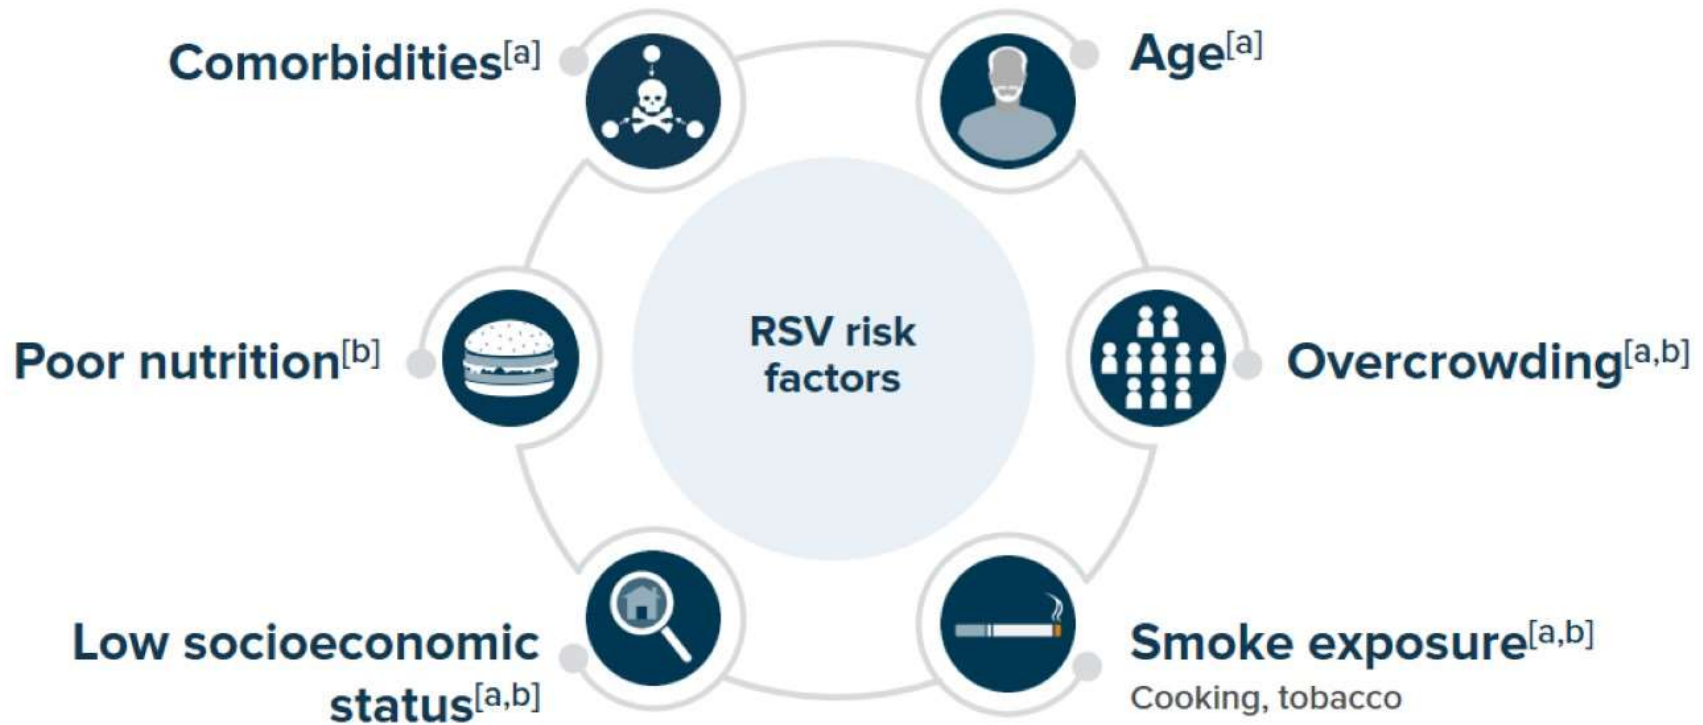 Comorbidities[a]
Age[a]
Poor nutrition[b]
RSV risk
factors
Overcrowding[a,b]
Low socioeconomic
status[a,b]
Smoke exposure[a,b]
Cooking, tobacco